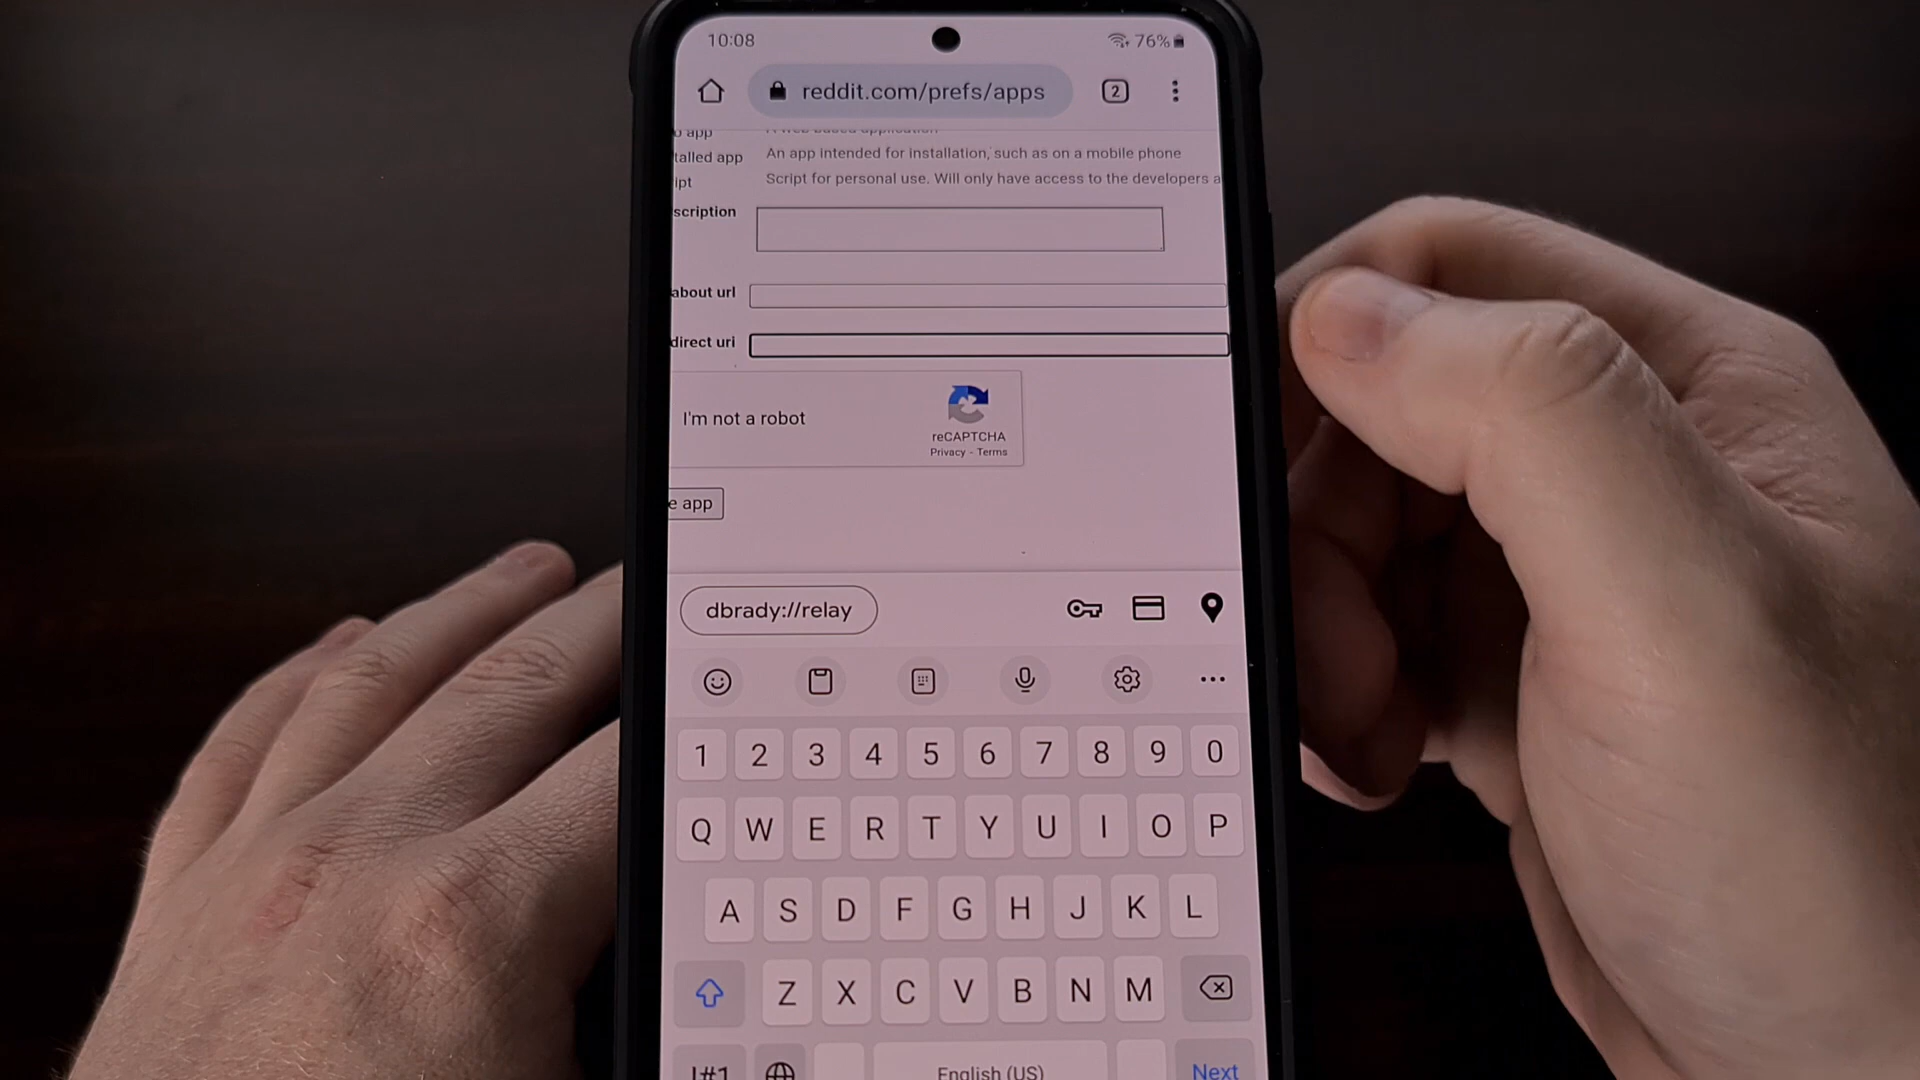 10:08
76%
reddit.com/prefs/apps
2
o app
A web based application
talled app
An app intended for installation, such as on a mobile phone
ipt
Script for personal use. Will only have access to the developers a
scription
about url
direct uri
I'm not a robot
reCAPTCHA
Privacy - Terms
e app
dbrady://relay
1 2 3 4 5 6 7 8 9 0
Q W E R T Y U I O P
A S D F G H J K L
Z X C V B N M
!#1
English (US)
Next